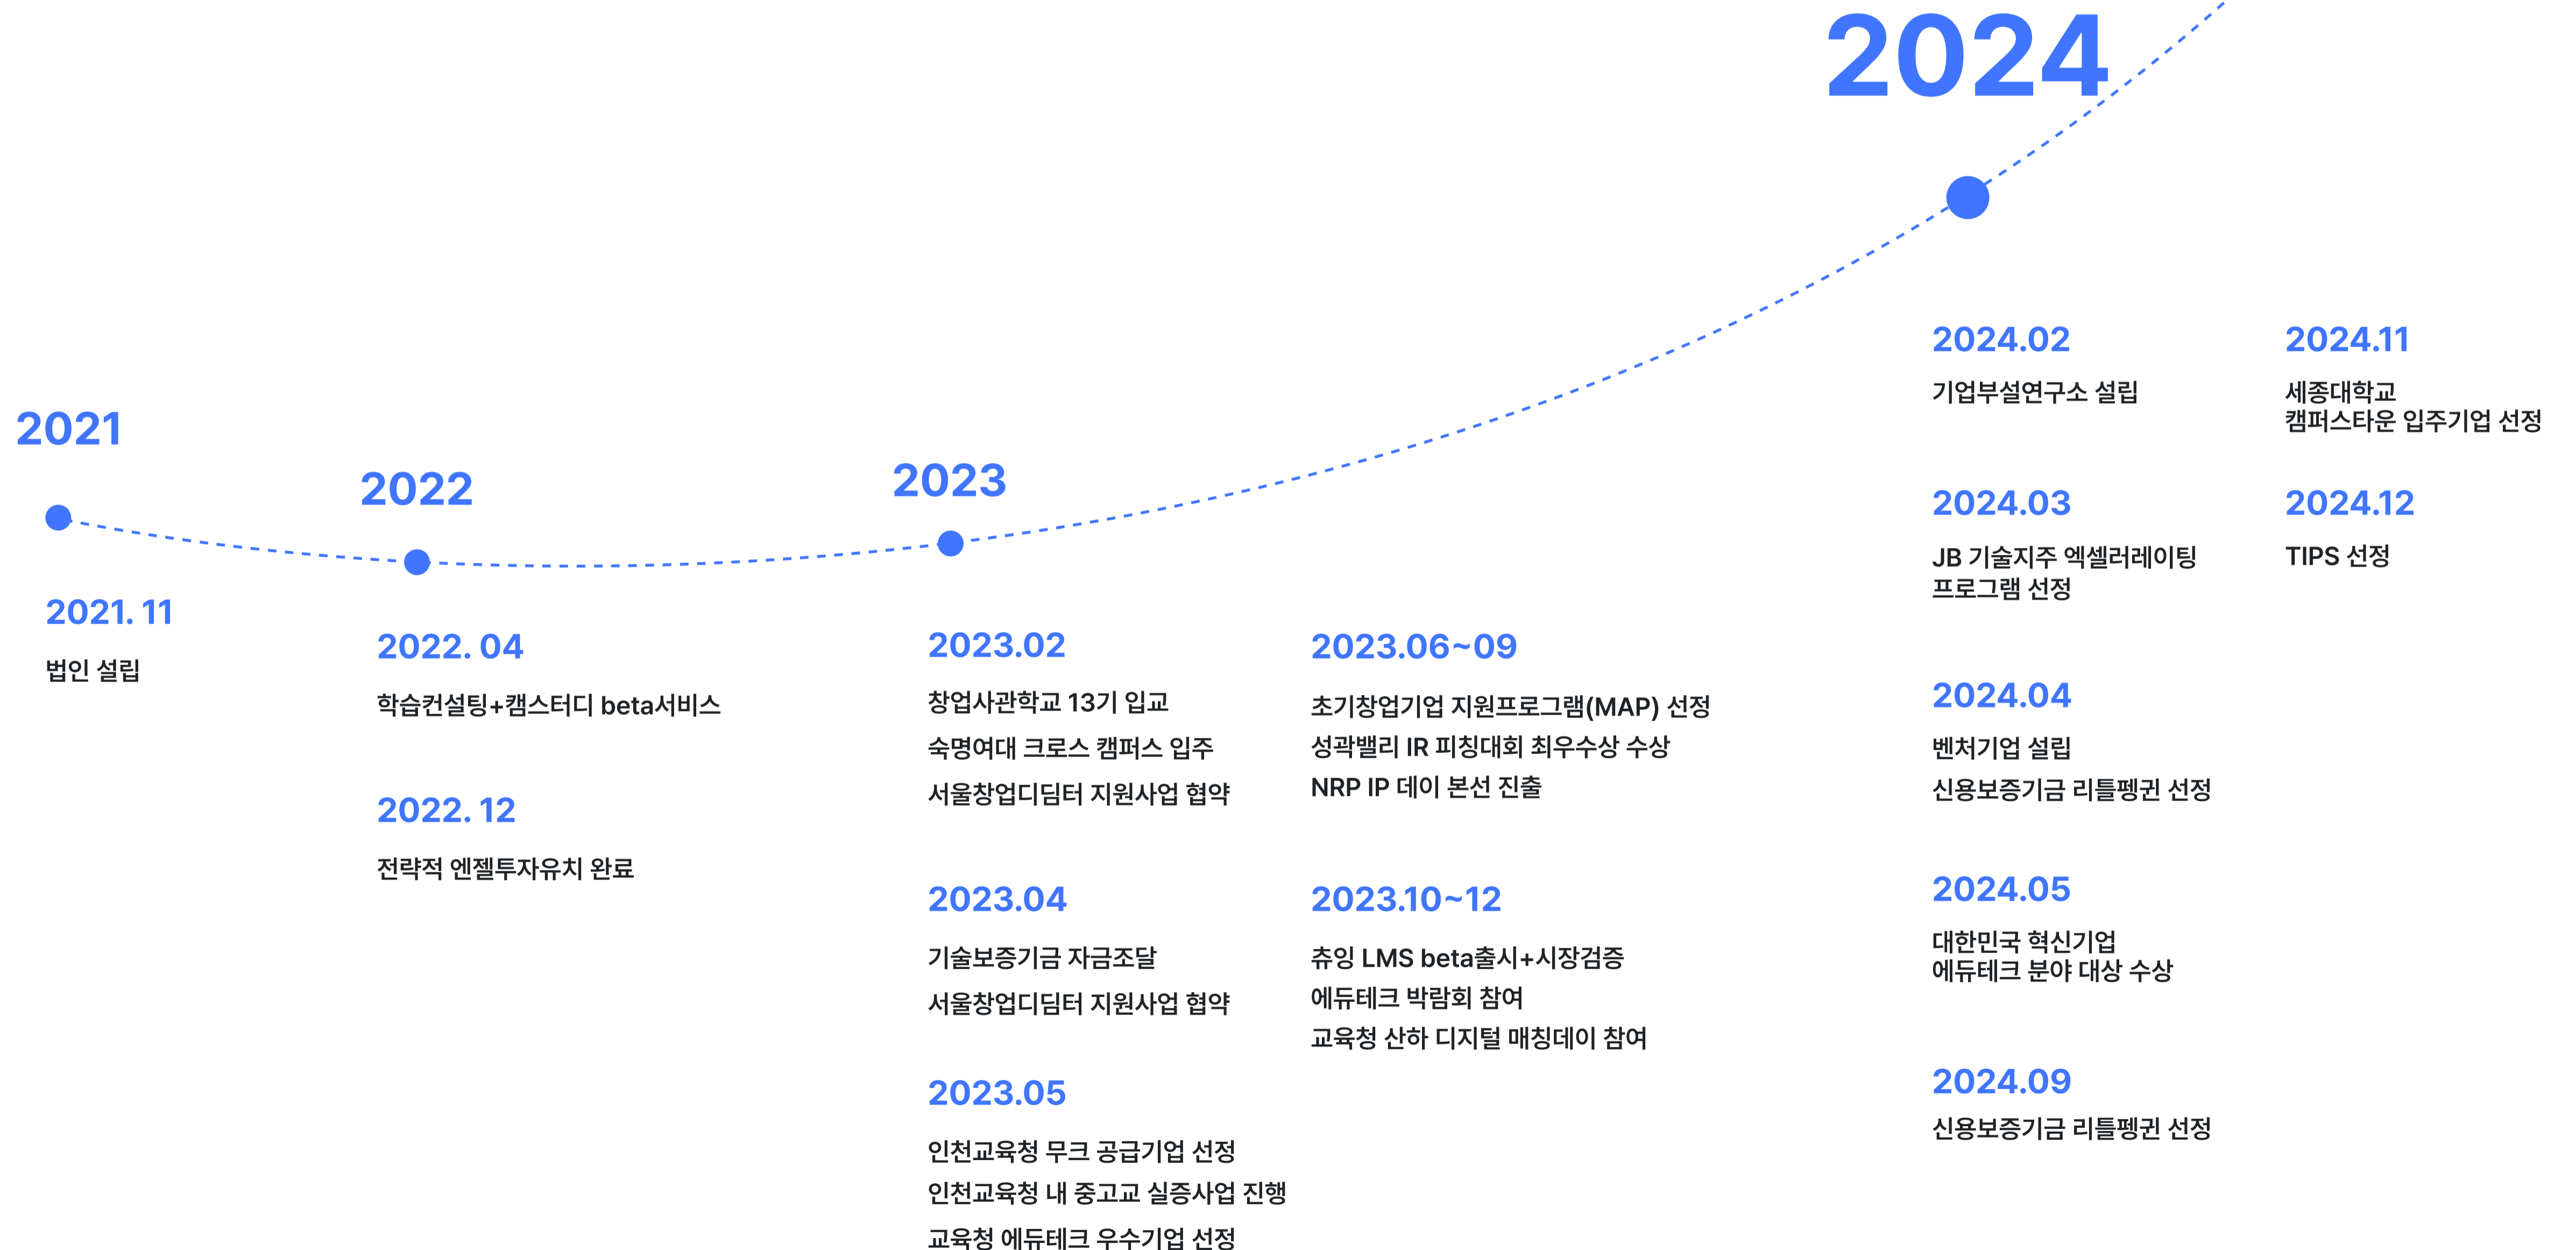 2021
2021. 11
법인 설립
2022
2022. 04
학습컨설팅+캠스터디 beta서비스
2022. 12
전략적 엔젤투자유치 완료
2023
2023.02
창업사관학교 13기 입교
숙명여대 크로스 캠퍼스 입주
서울창업디딤터 지원사업 협약
2023.04
기술보증기금 자금조달
서울창업디딤터 지원사업 협약
2023.05
인천교육청 무크 공급기업 선정
인천교육청 내 중고교 실증사업 진행
교육청 에듀테크 우수기업 선정
2023.06~09
초기창업기업 지원프로그램(MAP) 선정
성곽밸리 IR 피칭대회 최우수상 수상
NRP IP 데이 본선 진출
2023.10~12
츄잉 LMS beta출시+시장검증
에듀테크 박람회 참여
교육청 산하 디지털 매칭데이 참여
2024
2024.02
기업부설연구소 설립
2024.03
JB 기술지주 엑셀러레이팅
프로그램 선정
2024.04
벤처기업 설립
신용보증기금 리틀펭귄 선정
2024.05
대한민국 혁신기업
에듀테크 분야 대상 수상
2024.09
신용보증기금 리틀펭귄 선정
2024.11
세종대학교
캠퍼스타운 입주기업 선정
2024.12
TIPS 선정